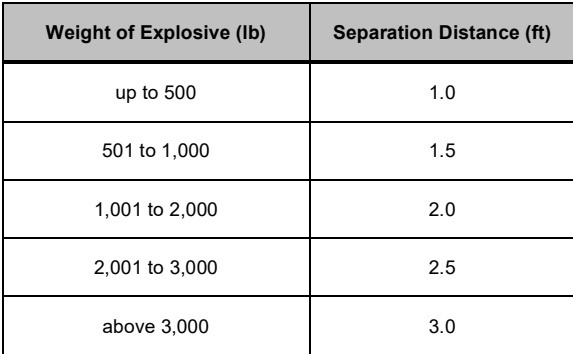 Weight of Explosive (lb) Separation Distance (ft)
up to 500 1.0
501 to 1,000 1.5
1,001 to 2,000 2.0
2,001 to 3,000 2.5
above 3,000 3.0